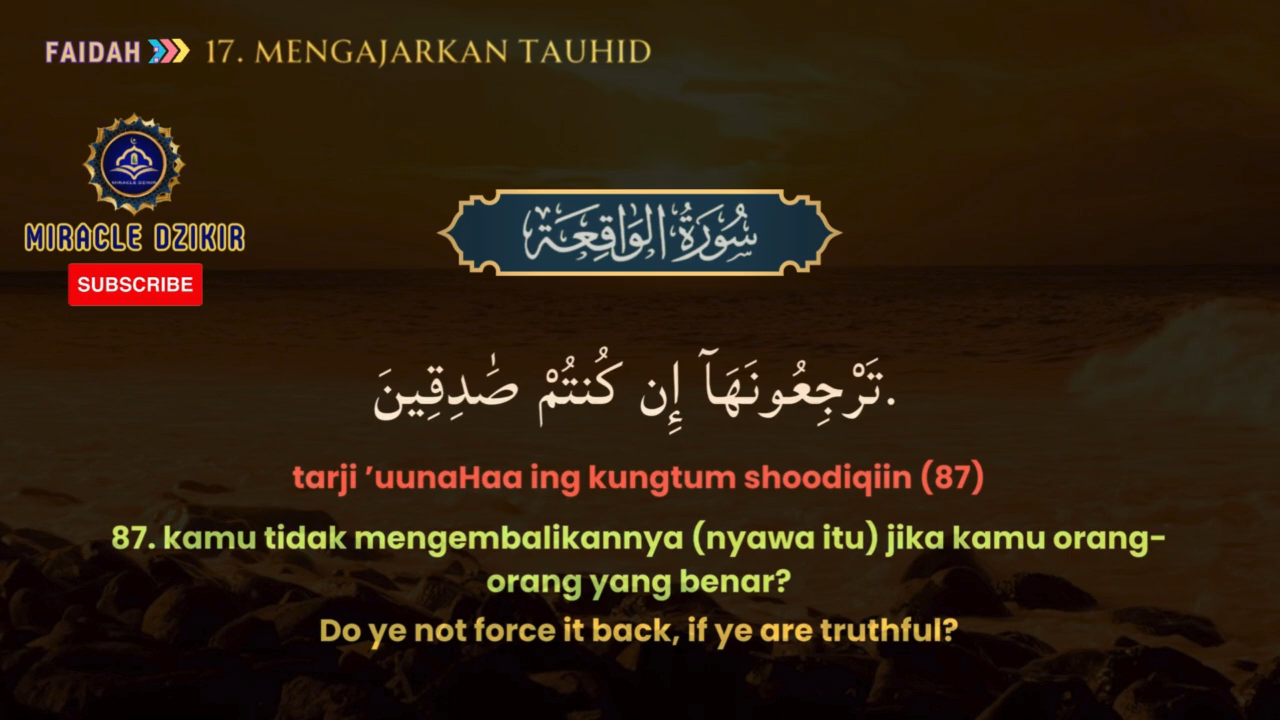 FAIDAH 17. MENGAJARKAN TAUHID
MIRACLE DZIKIR
MIRACLE DZIKIR
SUBSCRIBE
سُورَةُ الوَاقِعَة
تَرْجِعُونَهَآ إِن كُنتُمْ صَٰدِقِينَ.
tarji ’uunaHaa ing kungtum shoodiqiin (87)
87. kamu tidak mengembalikannya (nyawa itu) jika kamu orang-
orang yang benar?
Do ye not force it back, if ye are truthful?